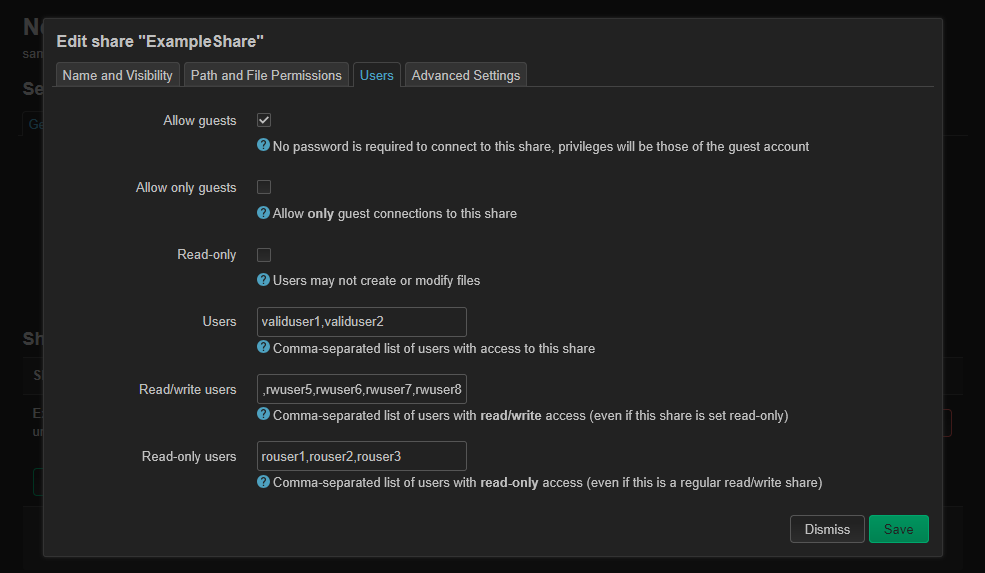 Edit share "ExampleShare"
Name and Visibility Path and File Permissions Users Advanced Settings
Allow guests
No password is required to connect to this share, privileges will be those of the guest account
Allow only guests
Allow only guest connections to this share
Read-only
Users may not create or modify files
Users validuser1,validuser2
Comma-separated list of users with access to this share
Read/write users ,rwuser5,rwuser6,rwuser7,rwuser8
Comma-separated list of users with read/write access (even if this share is set read-only)
Read-only users rouser1,rouser2,rouser3
Comma-separated list of users with read-only access (even if this is a regular read/write share)
Dismiss Save